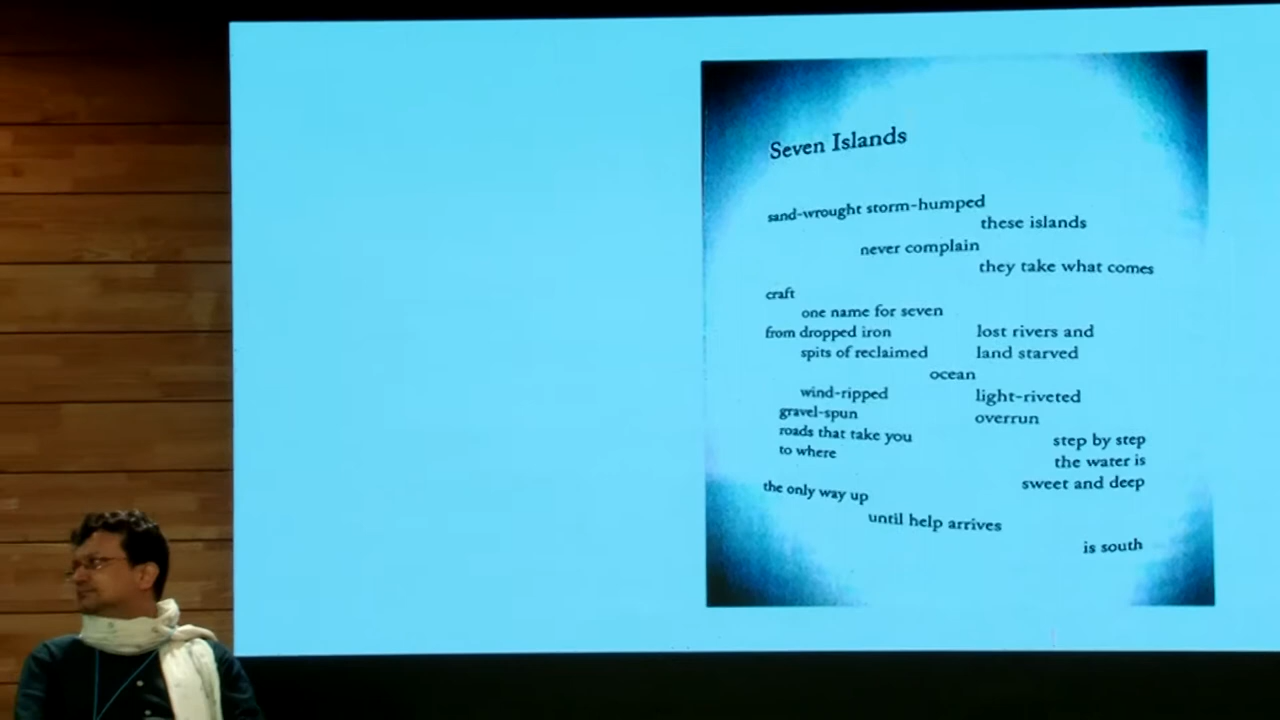 Seven Islands
sand-wrought storm-humped
these islands
never complain
they take what comes
craft
one name for seven
from dropped iron lost rivers and
spits of reclaimed land starved
ocean
wind-ripped light-riveted
gravel-spun overrun
roads that take you step by step
to where the water is
sweet and deep
the only way up
until help arrives
is south